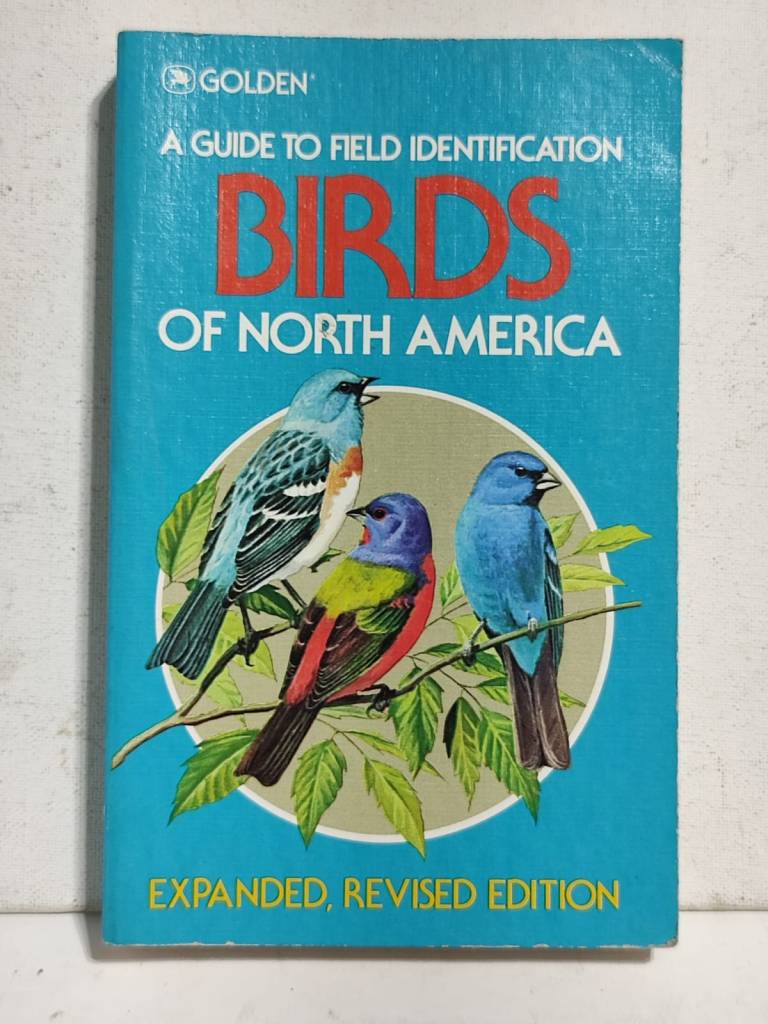 GOLDEN®
A GUIDE TO FIELD IDENTIFICATION
BIRDS
OF NORTH AMERICA
EXPANDED, REVISED EDITION